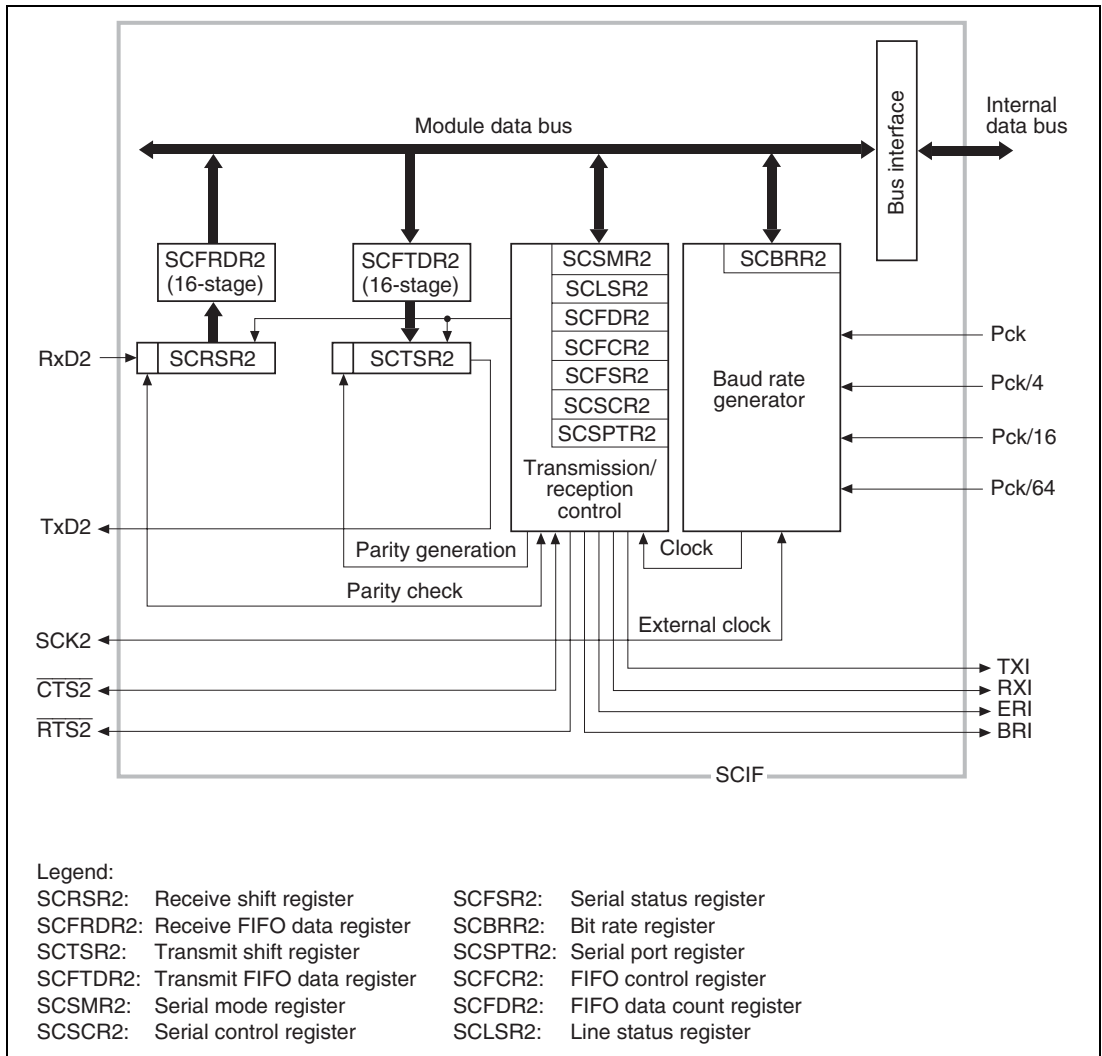 Module data bus
Bus interface
Internal
data bus
SCFRDR2
(16-stage)
SCFTDR2
(16-stage)
SCSMR2
SCLSR2
SCFDR2
SCFCR2
SCFSR2
SCSCR2
SCSPTR2
Transmission/
reception
control
SCBRR2
Baud rate
generator
RxD2
SCRSR2
SCTSR2
Pck
Pck/4
Pck/16
Pck/64
TxD2
Parity generation
Clock
Parity check
SCK2
External clock
CTS2
RTS2
TXI
RXI
ERI
BRI
SCIF
Legend:
SCRSR2: Receive shift register
SCFRDR2: Receive FIFO data register
SCTSR2: Transmit shift register
SCFTDR2: Transmit FIFO data register
SCSMR2: Serial mode register
SCSCR2: Serial control register
SCFSR2: Serial status register
SCBRR2: Bit rate register
SCSPTR2: Serial port register
SCFCR2: FIFO control register
SCFDR2: FIFO data count register
SCLSR2: Line status register